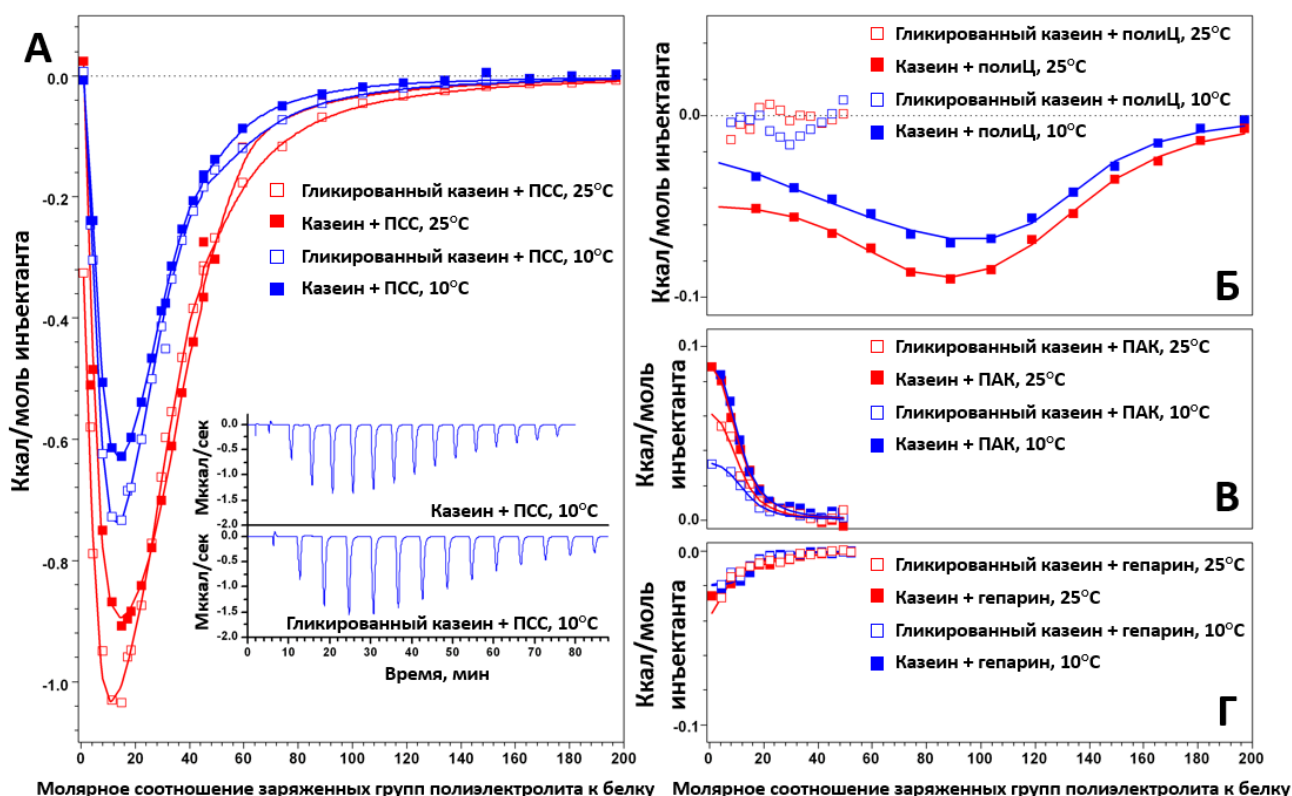 А
Ккал/моль инъектанта
0.0
-0.2
-0.4
-0.6
-0.8
-1.0
Гликированный казеин + ПСС, 25°C
Казеин + ПСС, 25°C
Гликированный казеин + ПСС, 10°C
Казеин + ПСС, 10°C
Мккал/сек
0.0
-0.5
-1.0
-1.5
-2.0
Казеин + ПСС, 10°C
Мккал/сек
0.0
-0.5
-1.0
-1.5
-2.0
Гликированный казеин + ПСС, 10°C
0 10 20 30 40 50 60 70 80
Время, мин
0 20 40 60 80 100 120 140 160 180 200
Молярное соотношение заряженных групп полиэлектролита к белку
Ккал/моль инъектанта
0.0
-0.1
Гликированный казеин + полиЦ, 25°C
Казеин + полиЦ, 25°C
Гликированный казеин + полиЦ, 10°C
Казеин + полиЦ, 10°C
Б
Ккал/моль
инъектанта
0.1
0.0
Гликированный казеин + ПАК, 25°C
Казеин + ПАК, 25°C
Гликированный казеин + ПАК, 10°C
Казеин + ПАК, 10°C
В
Ккал/моль
инъектанта
0.0
-0.1
Гликированный казеин + гепарин, 25°C
Казеин + гепарин, 25°C
Гликированный казеин + гепарин, 10°C
Казеин + гепарин, 10°C
Г
0 20 40 60 80 100 120 140 160 180 200
Молярное соотношение заряженных групп полиэлектролита к белку